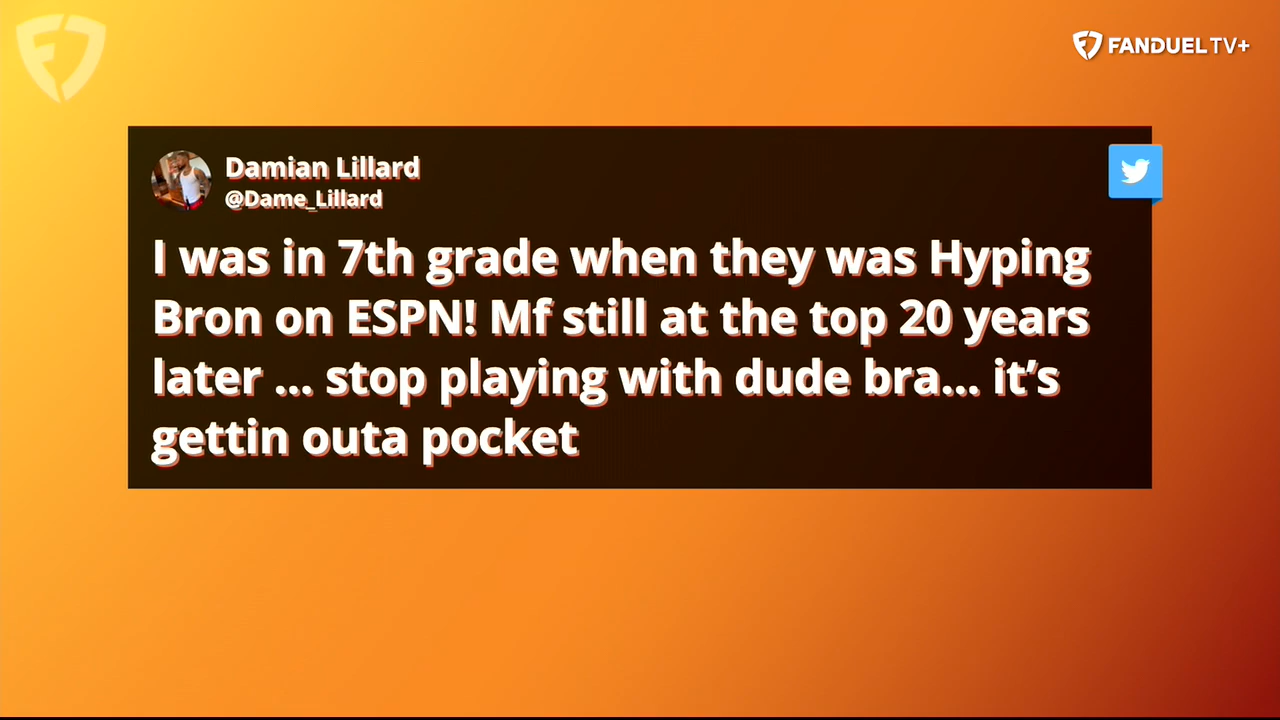 FANDUEL TV+
Damian Lillard
@Dame_Lillard
I was in 7th grade when they was Hyping
Bron on ESPN! Mf still at the top 20 years
later ... stop playing with dude bra... it’s
gettin outa pocket